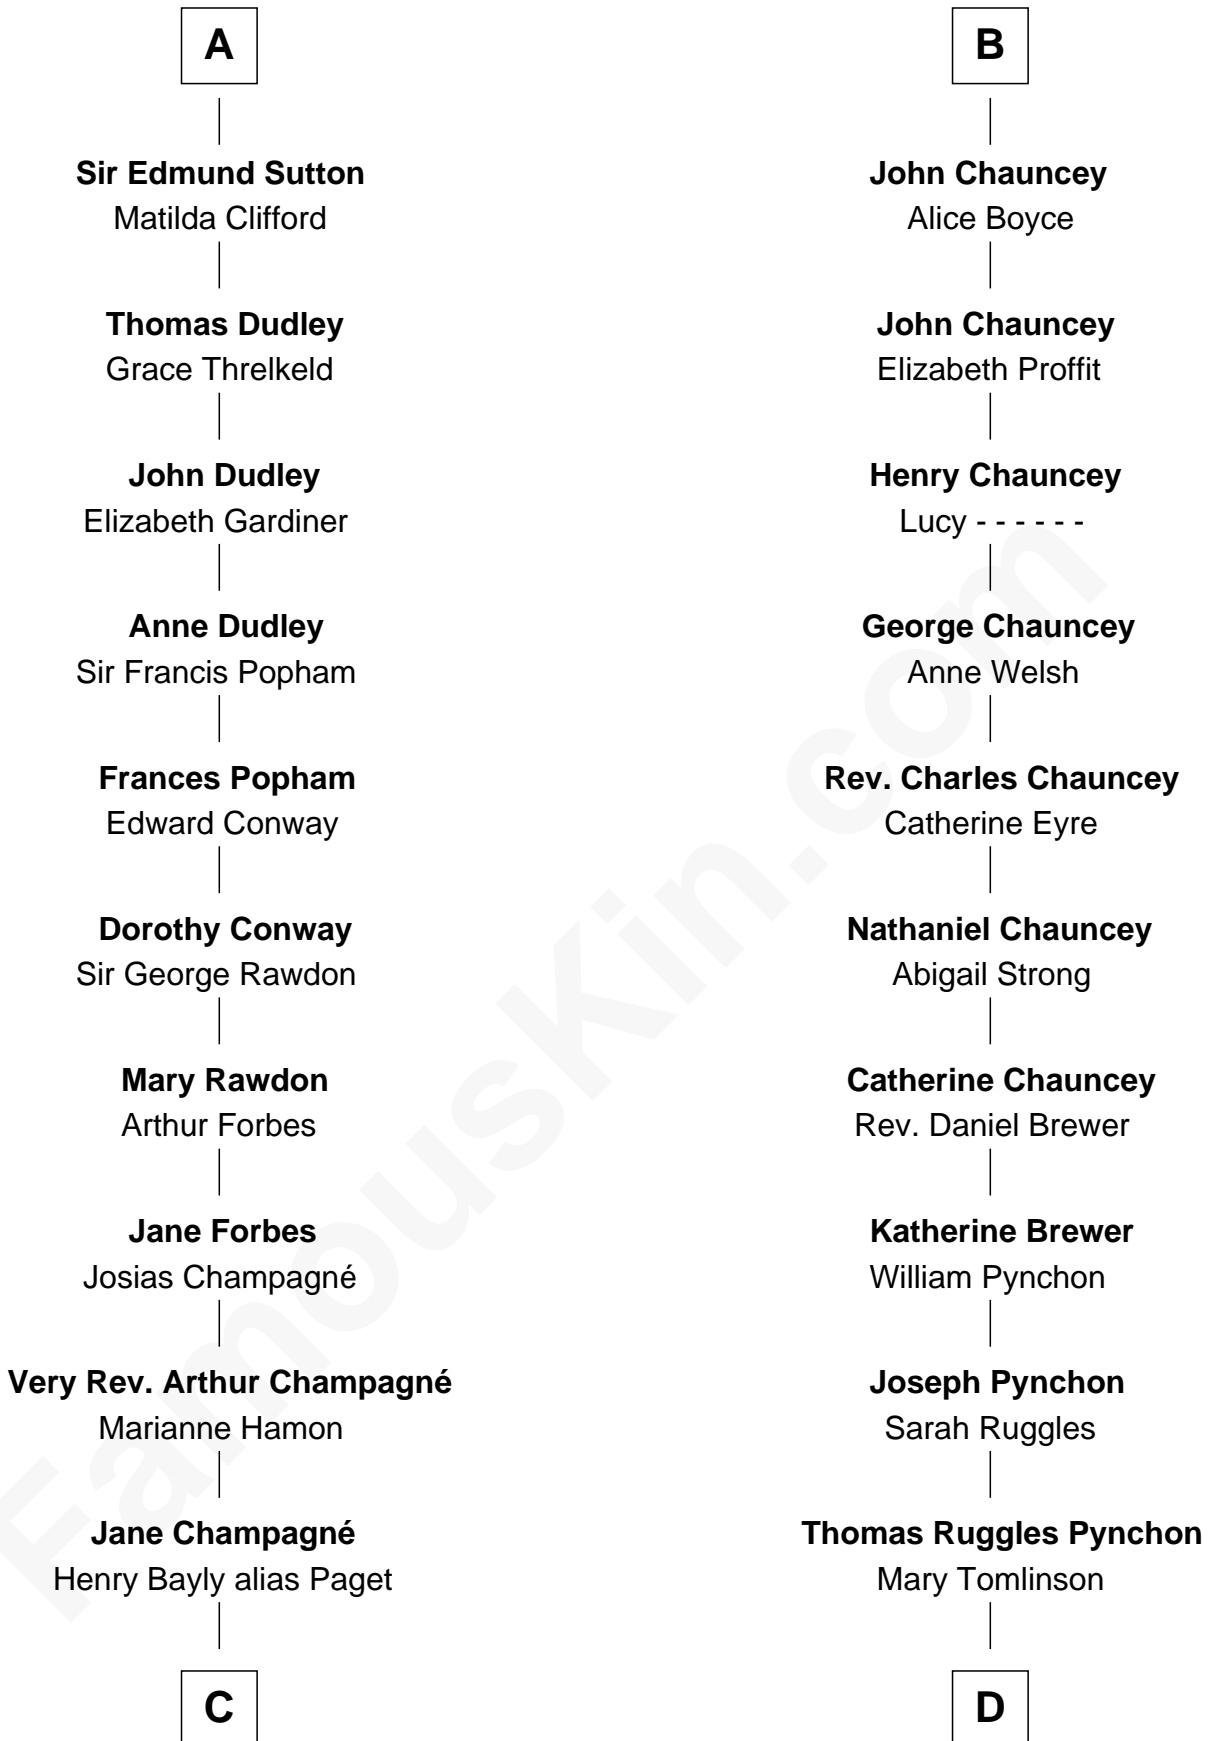 A
Sir Edmund Sutton
Matilda Clifford
Thomas Dudley
Grace Threlkeld
John Dudley
Elizabeth Gardiner
Anne Dudley
Sir Francis Popham
Frances Popham
Edward Conway
Dorothy Conway
Sir George Rawdon
Mary Rawdon
Arthur Forbes
Jane Forbes
Josias Champagné
Very Rev. Arthur Champagné
Marianne Hamon
Jane Champagné
Henry Bayly alias Paget
C
B
John Chauncey
Alice Boyce
John Chauncey
Elizabeth Proffit
Henry Chauncey
Lucy - - - - - -
George Chauncey
Anne Welsh
Rev. Charles Chauncey
Catherine Eyre
Nathaniel Chauncey
Abigail Strong
Catherine Chauncey
Rev. Daniel Brewer
Katherine Brewer
William Pynchon
Joseph Pynchon
Sarah Ruggles
Thomas Ruggles Pynchon
Mary Tomlinson
D
FamousKin.com